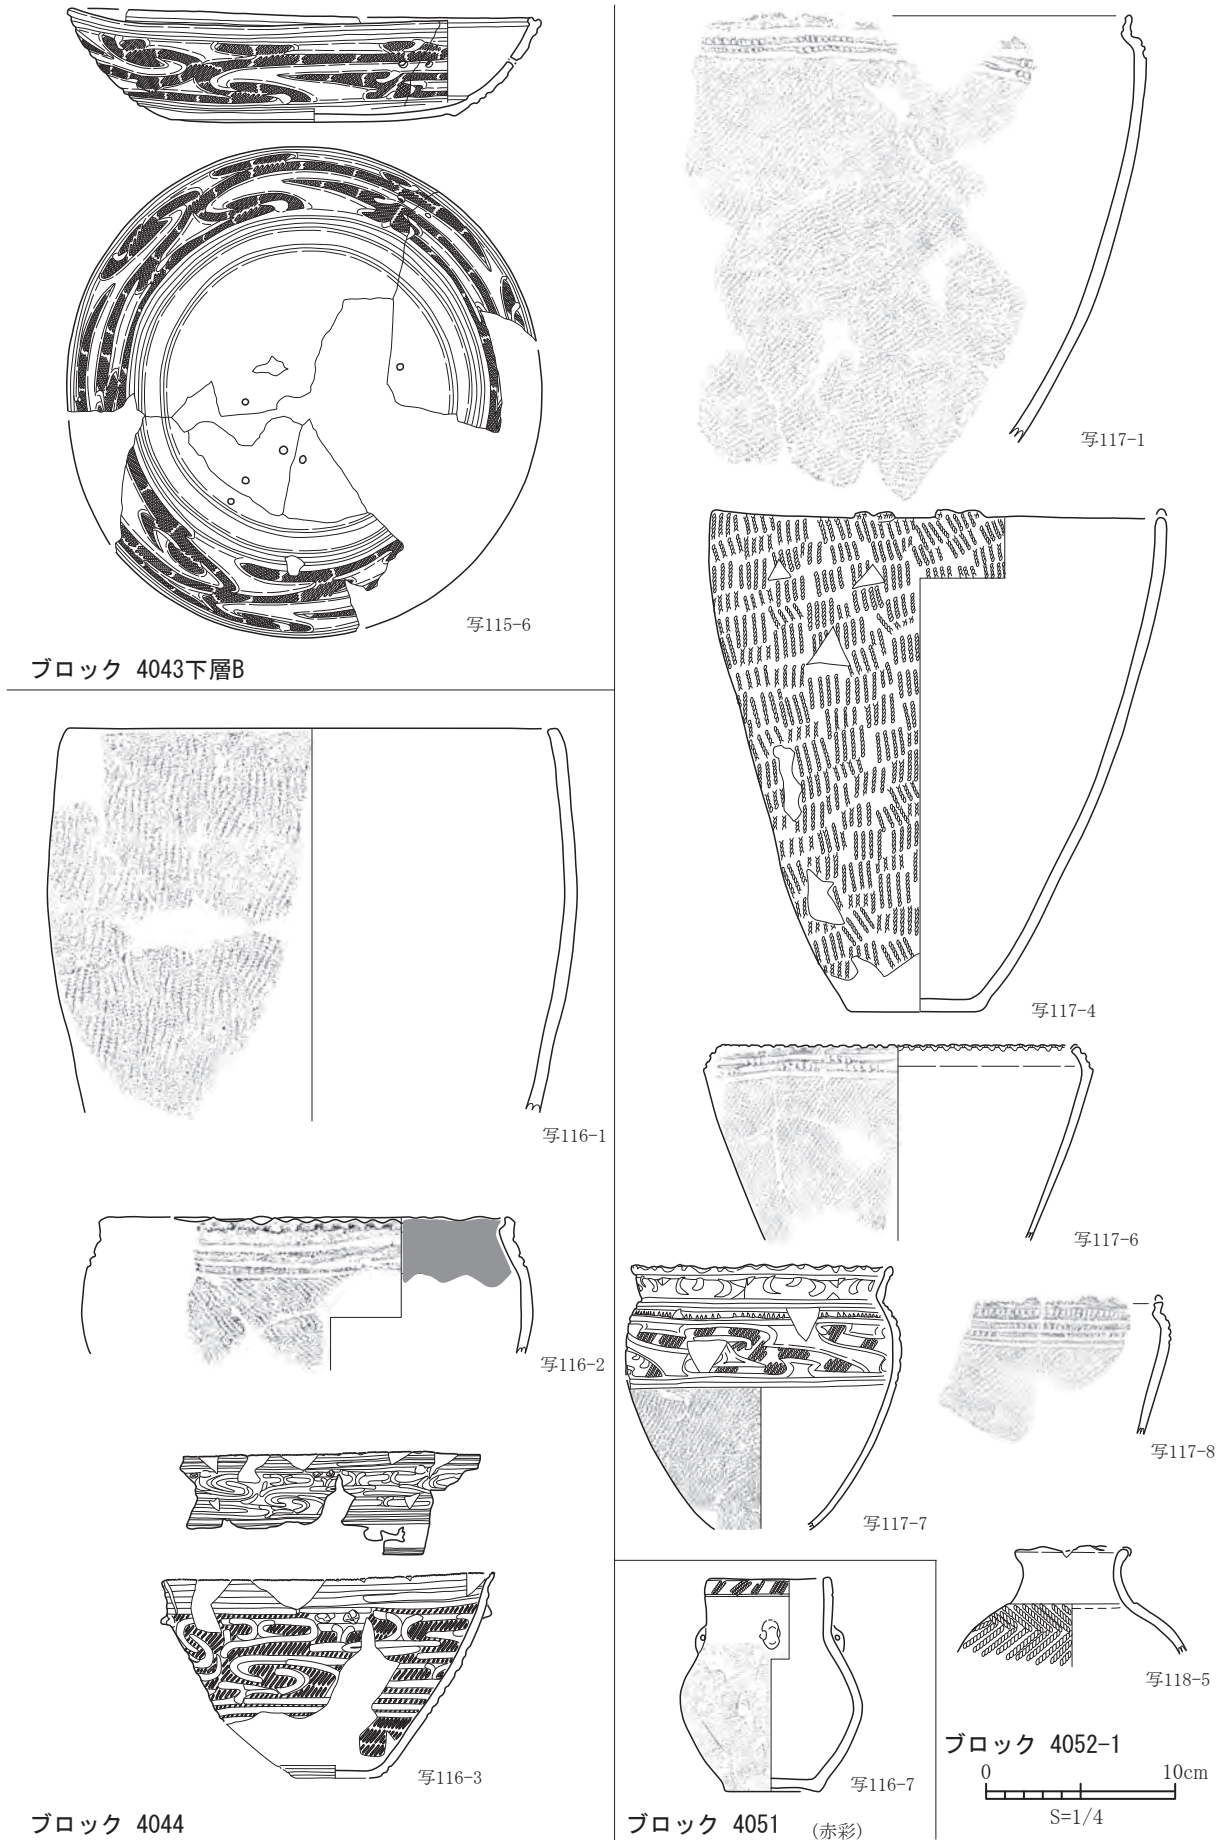 写115-6
ブロック 4043下層B
写116-1
写116-2
写116-3
ブロック 4044
写117-1
写117-4
写117-6
写117-7
写117-8
写116-7
ブロック 4051 (赤彩)
写118-5
ブロック 4052-1
0 10cm
S=1/4